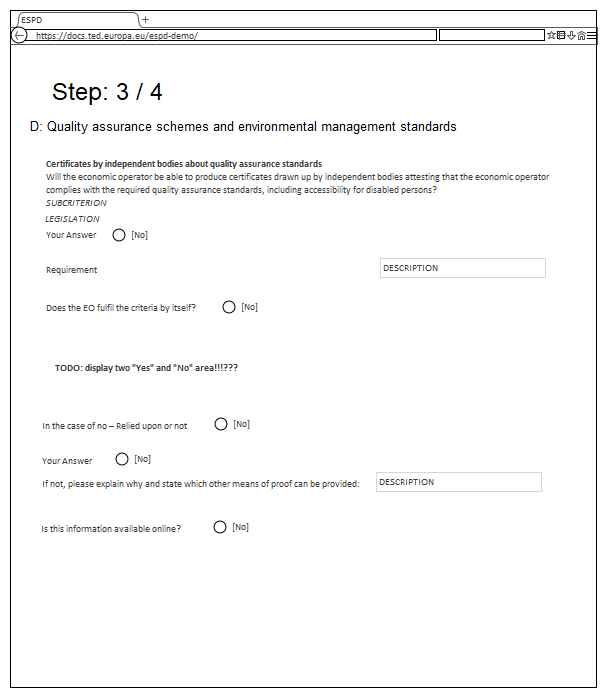 ESPD
https://docs.ted.europa.eu/espd-demo/
Step: 3 / 4
D: Quality assurance schemes and environmental management standards
Certificates by independent bodies about quality assurance standards
Will the economic operator be able to produce certificates drawn up by independent bodies attesting that the economic operator
complies with the required quality assurance standards, including accessibility for disabled persons?
SUBCRITERION
LEGISLATION
Your Answer [No]
Requirement DESCRIPTION
Does the EO fulfil the criteria by itself? [No]
TODO: display two "Yes" and "No" area!!!???
In the case of no – Relied upon or not [No]
Your Answer [No]
If not, please explain why and state which other means of proof can be provided: DESCRIPTION
Is this information available online? [No]